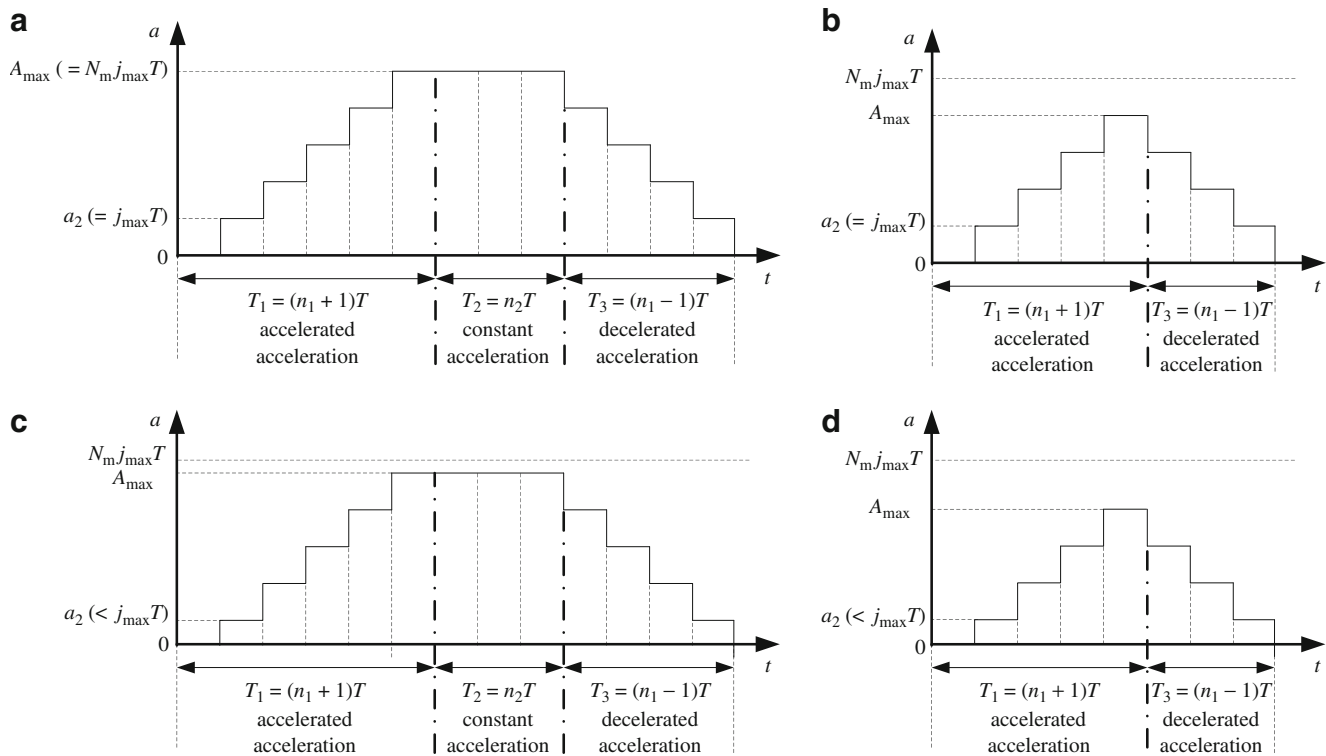 a
a
A_max (= N_m j_max T)
a_2 (= j_max T)
0
t
T_1 = (n_1 + 1)T
accelerated
acceleration
T_2 = n_2T
constant
acceleration
T_3 = (n_1 − 1)T
decelerated
acceleration
b
a
N_m j_max T
A_max
a_2 (= j_max T)
0
t
T_1 = (n_1 + 1)T
accelerated
acceleration
T_3 = (n_1 − 1)T
decelerated
acceleration
c
a
N_m j_max T
A_max
a_2 (< j_max T)
0
t
T_1 = (n_1 + 1)T
accelerated
acceleration
T_2 = n_2T
constant
acceleration
T_3 = (n_1 − 1)T
decelerated
acceleration
d
a
N_m j_max T
A_max
a_2 (< j_max T)
0
t
T_1 = (n_1 + 1)T
accelerated
acceleration
T_3 = (n_1 − 1)T
decelerated
acceleration